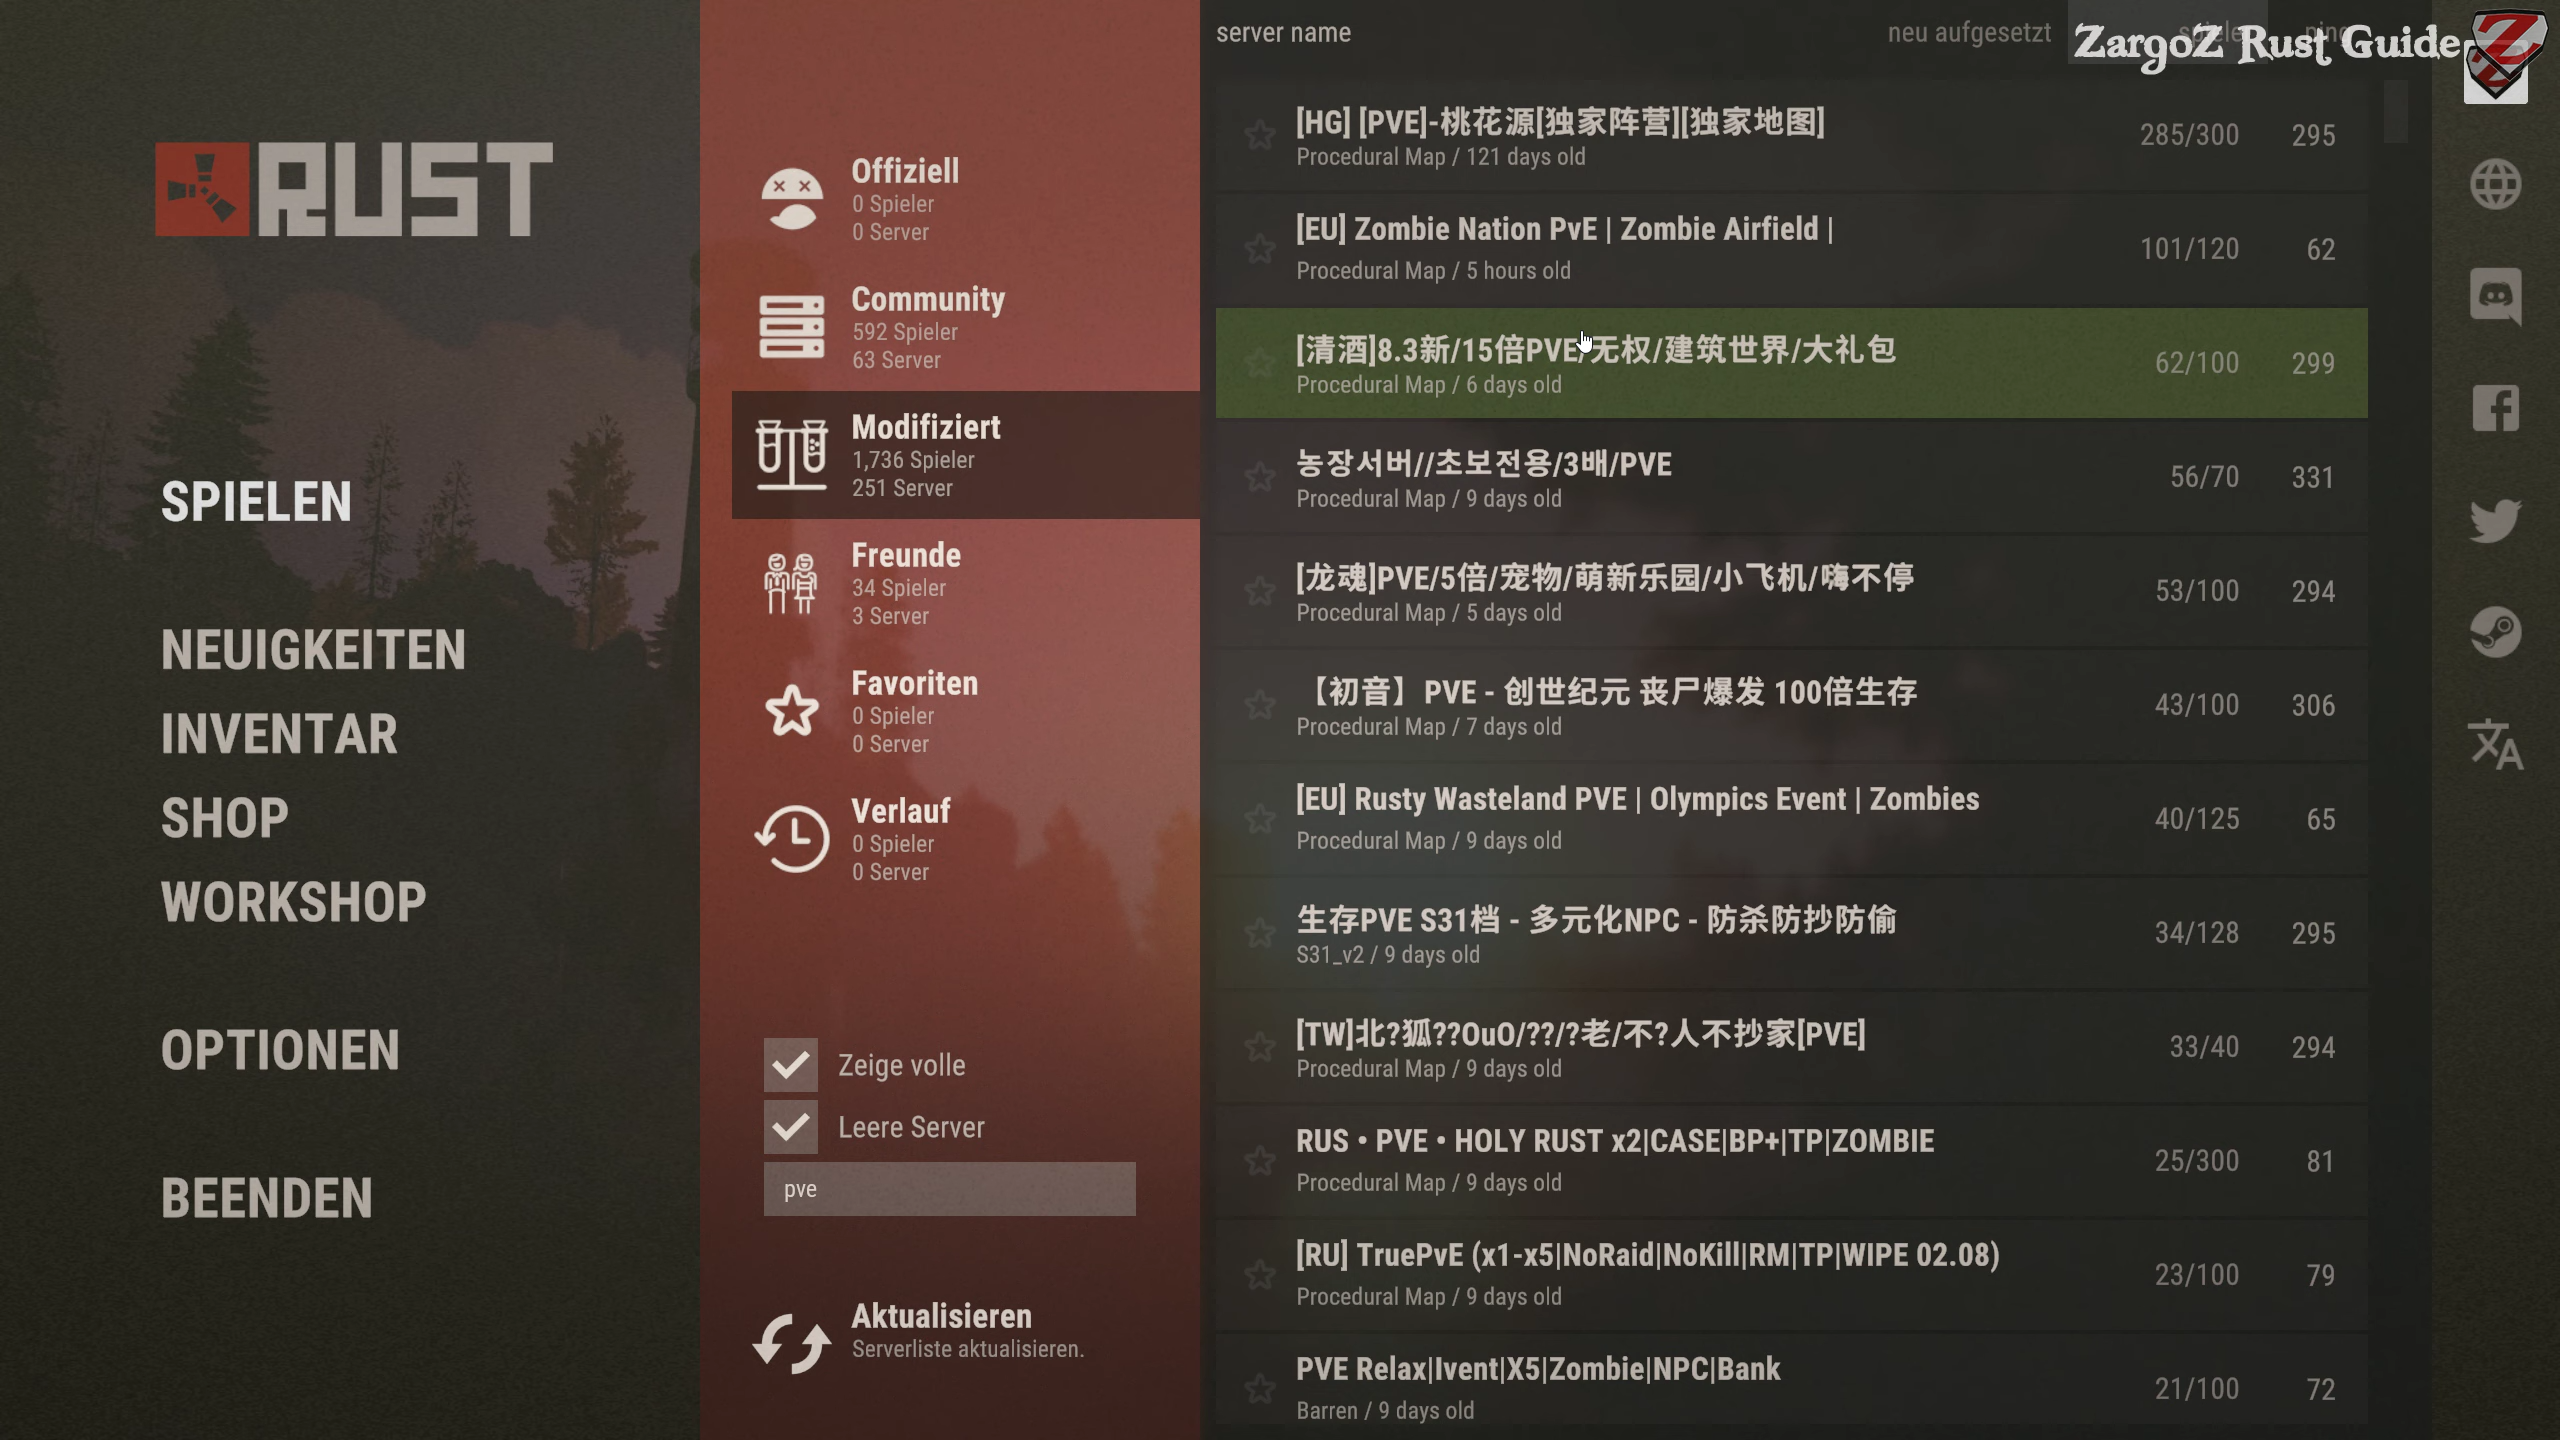 RUST
SPIELEN
NEUIGKEITEN
INVENTAR
SHOP
WORKSHOP
OPTIONEN
BEENDEN
Offiziell
0 Spieler
0 Server
Community
592 Spieler
63 Server
Modifiziert
1,736 Spieler
251 Server
Freunde
34 Spieler
3 Server
Favoriten
0 Spieler
0 Server
Verlauf
0 Spieler
0 Server
Zeige volle
Leere Server
pve
Aktualisieren
Serverliste aktualisieren.
server name neu aufgesetzt
ZargoZ Rust Guide
[HG] [PVE]-桃花源[独家阵营][独家地图] 285/300 295
Procedural Map / 121 days old
[EU] Zombie Nation PvE | Zombie Airfield | 101/120 62
Procedural Map / 5 hours old
[清酒]8.3新/15倍PVE/无权/建筑世界/大礼包 62/100 299
Procedural Map / 6 days old
농장서버//초보전용/3배/PVE 56/70 331
Procedural Map / 9 days old
[龙魂]PVE/5倍/宠物/萌新乐园/小飞机/嗨不停 53/100 294
Procedural Map / 5 days old
【初音】PVE - 创世纪元 丧尸爆发 100倍生存 43/100 306
Procedural Map / 7 days old
[EU] Rusty Wasteland PVE | Olympics Event | Zombies 40/125 65
Procedural Map / 9 days old
生存PVE S31档 - 多元化NPC - 防杀防抄防偷 34/128 295
S31_v2 / 9 days old
[TW]北?狐??OuO/??/?老/不?人不抄家[PVE] 33/40 294
Procedural Map / 9 days old
RUS • PVE • HOLY RUST x2|CASE|BP+|TP|ZOMBIE 25/300 81
Procedural Map / 9 days old
[RU] TruePvE (x1-x5|NoRaid|NoKill|RM|TP|WIPE 02.08) 23/100 79
Procedural Map / 9 days old
PVE Relax|Ivent|X5|Zombie|NPC|Bank 21/100 72
Barren / 9 days old